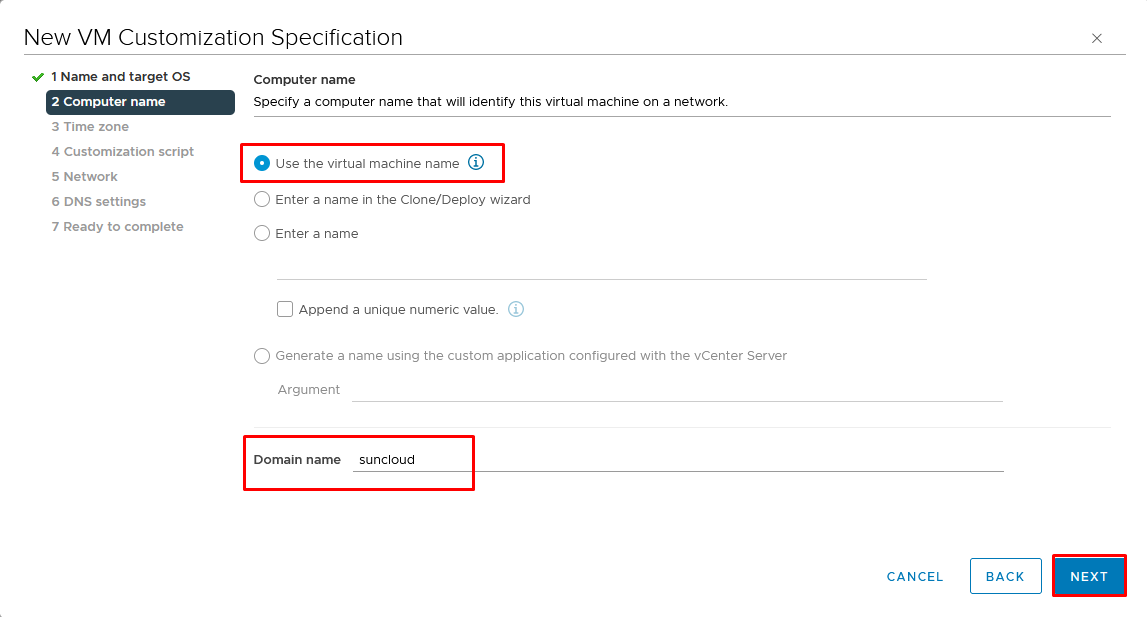 New VM Customization Specification
1 Name and target OS
2 Computer name
3 Time zone
4 Customization script
5 Network
6 DNS settings
7 Ready to complete
Computer name
Specify a computer name that will identify this virtual machine on a network.
Use the virtual machine name
Enter a name in the Clone/Deploy wizard
Enter a name
Append a unique numeric value.
Generate a name using the custom application configured with the vCenter Server
Argument
Domain name suncloud
CANCEL BACK NEXT